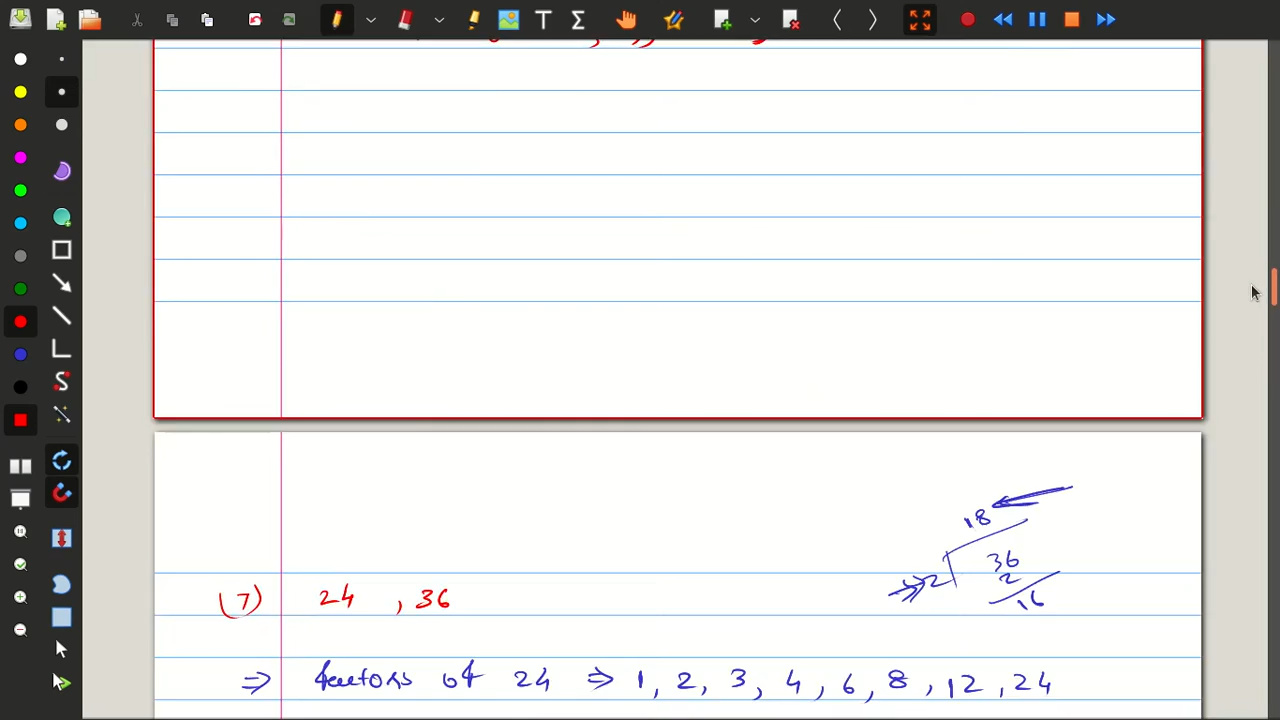 18
36
2
2
16
(7) 24 , 36
⇒ factors of 24 ⇒ 1, 2, 3, 4, 6, 8, 12, 24